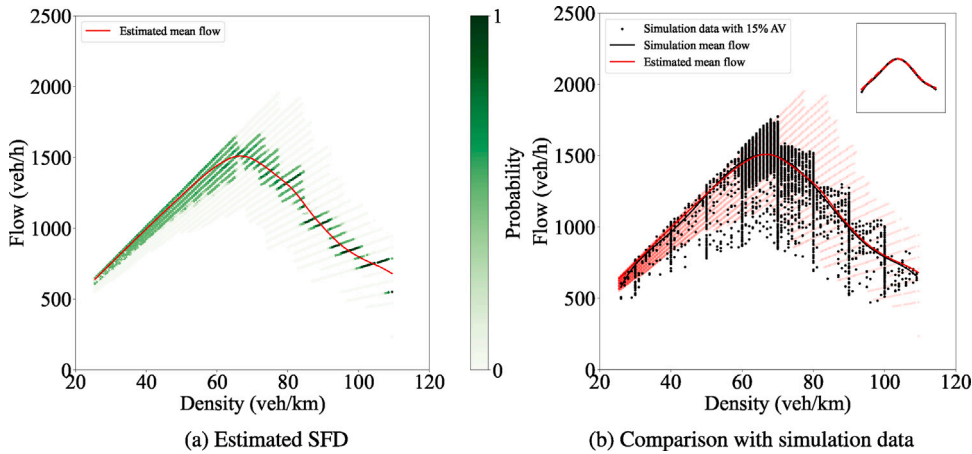 2500
2000
1500
1000
500
0
20
40
60
80
100
120
Flow (veh/h)
Density (veh/km)
Estimated mean flow
1
0
Probability
(a) Estimated SFD
2500
2000
1500
1000
500
0
20
40
60
80
100
120
Flow (veh/h)
Density (veh/km)
Simulation data with 15% AV
Simulation mean flow
Estimated mean flow
(b) Comparison with simulation data